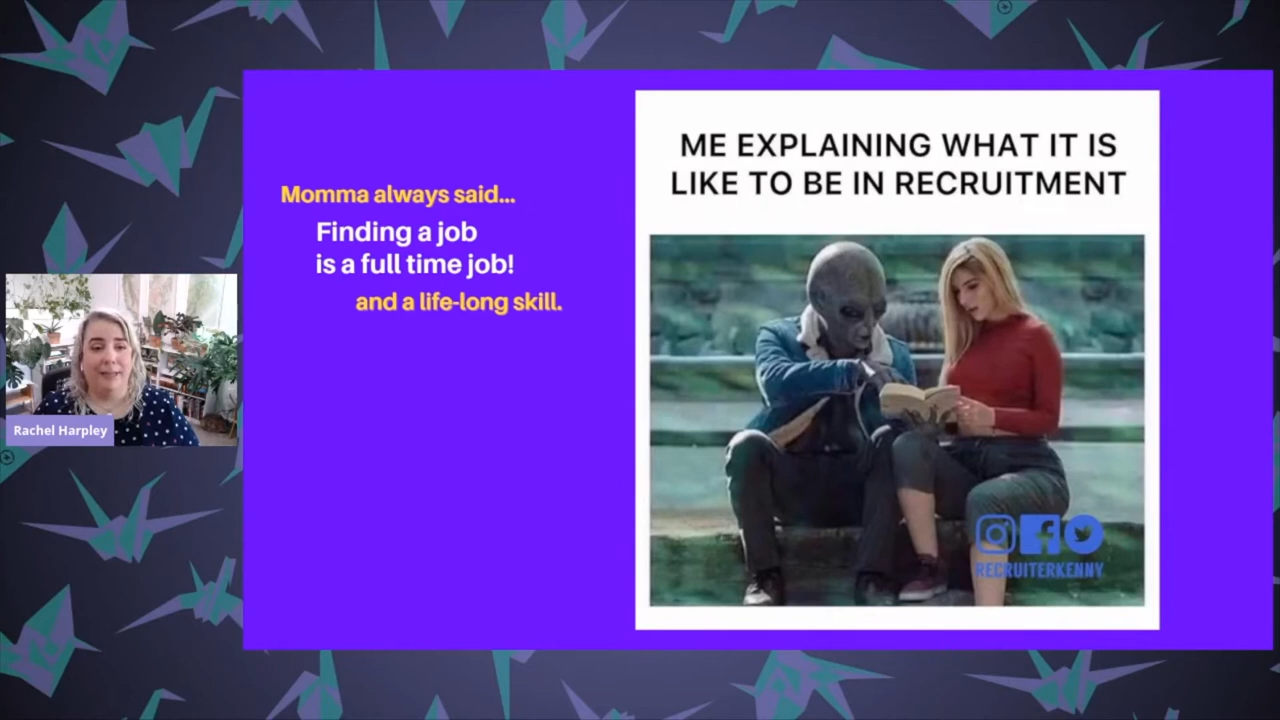 Momma always said...
Finding a job
is a full time job!
and a life-long skill.
ME EXPLAINING WHAT IT IS
LIKE TO BE IN RECRUITMENT
RECRUITERKENNY
Rachel Harpley